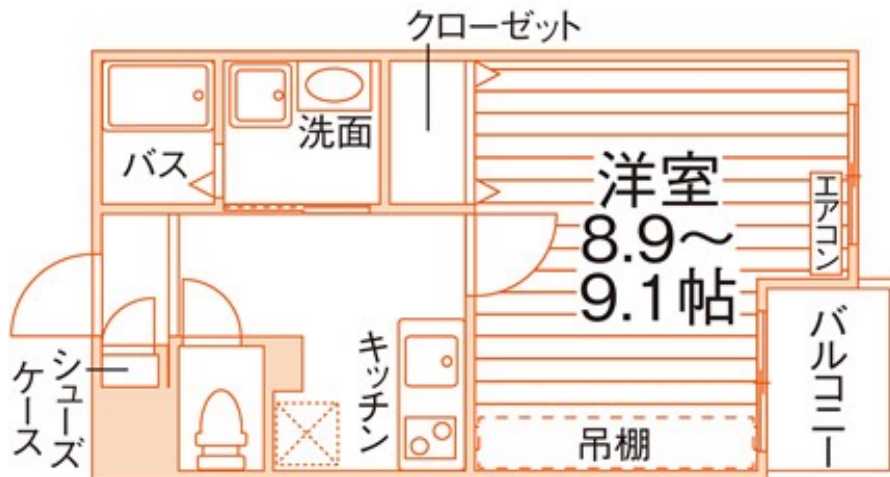 クローゼット
洗面
バス
洋室
8.9〜
9.1帖
エアコン
バルコニー
キッチン
シューズ
ケース
吊棚